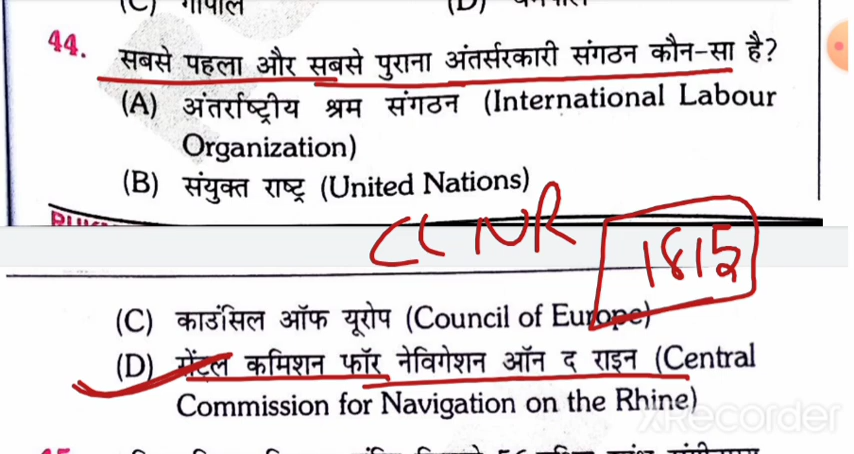 (C) गोपाल (D)
44. सबसे पहला और सबसे पुराना अंतर्सरकारी संगठन कौन-सा है?
(A) अंतर्राष्ट्रीय श्रम संगठन (International Labour
Organization)
(B) संयुक्त राष्ट्र (United Nations)
CCNR 1815
(C) काउंसिल ऑफ यूरोप (Council of Europe)
(D) सेंट्रल कमिशन फॉर नेविगेशन ऑन द राइन (Central
Commission for Navigation on the Rhine)
XRecorder